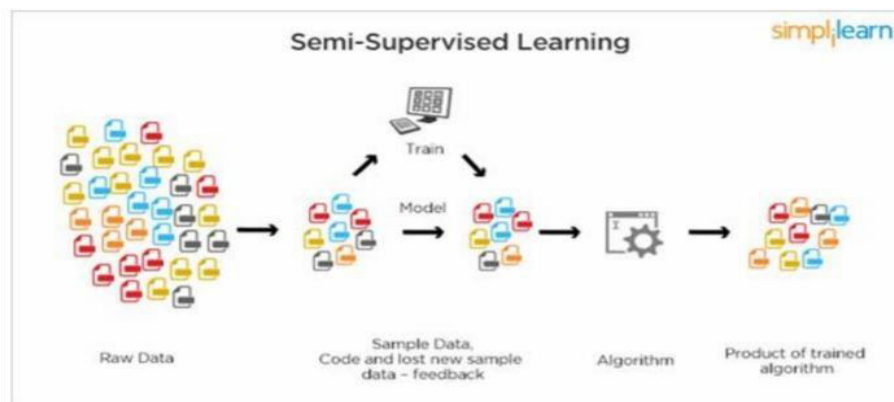 Semi-Supervised Learning
simplilearn
Train
Model
Raw Data
Sample Data,
Code and lost new sample
data – feedback
Algorithm
Product of trained
algorithm